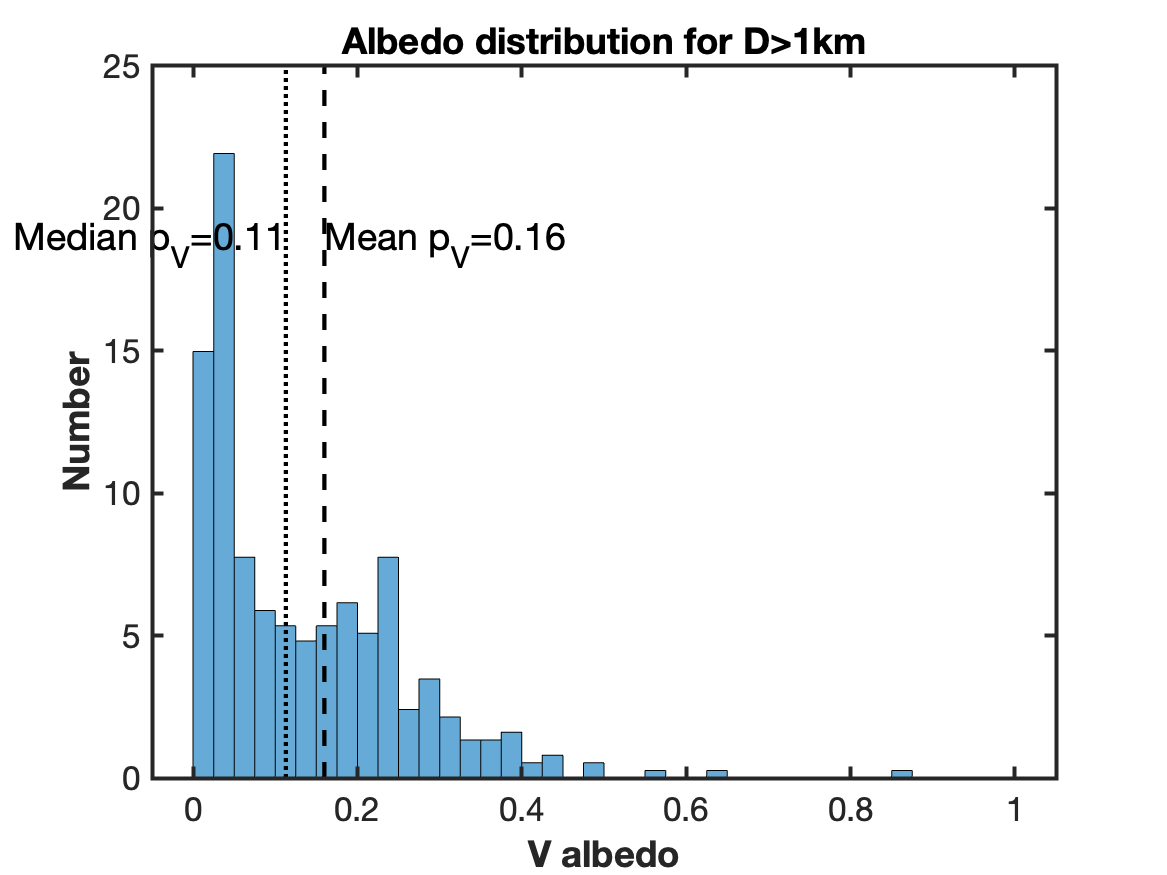 Albedo distribution for D>1km
25
20
15
10
5
0
Number
Median p_V=0.11
Mean p_V=0.16
0 0.2 0.4 0.6 0.8 1
V albedo